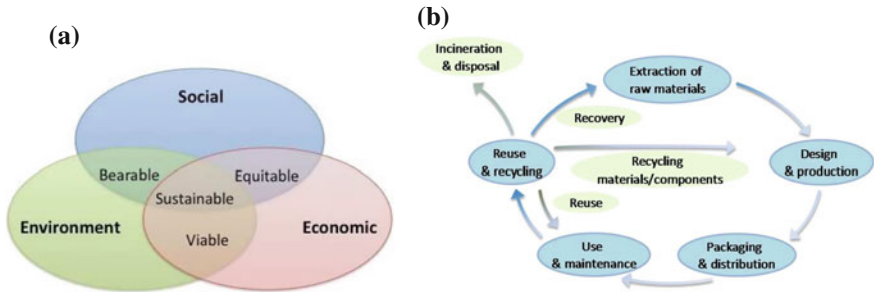 (a)
Social
Bearable
Equitable
Sustainable
Environment
Economic
Viable
(b)
Incineration
& disposal
Extraction of
raw materials
Recovery
Reuse
& recycling
Recycling
materials/components
Design
& production
Reuse
Use
& maintenance
Packaging
& distribution